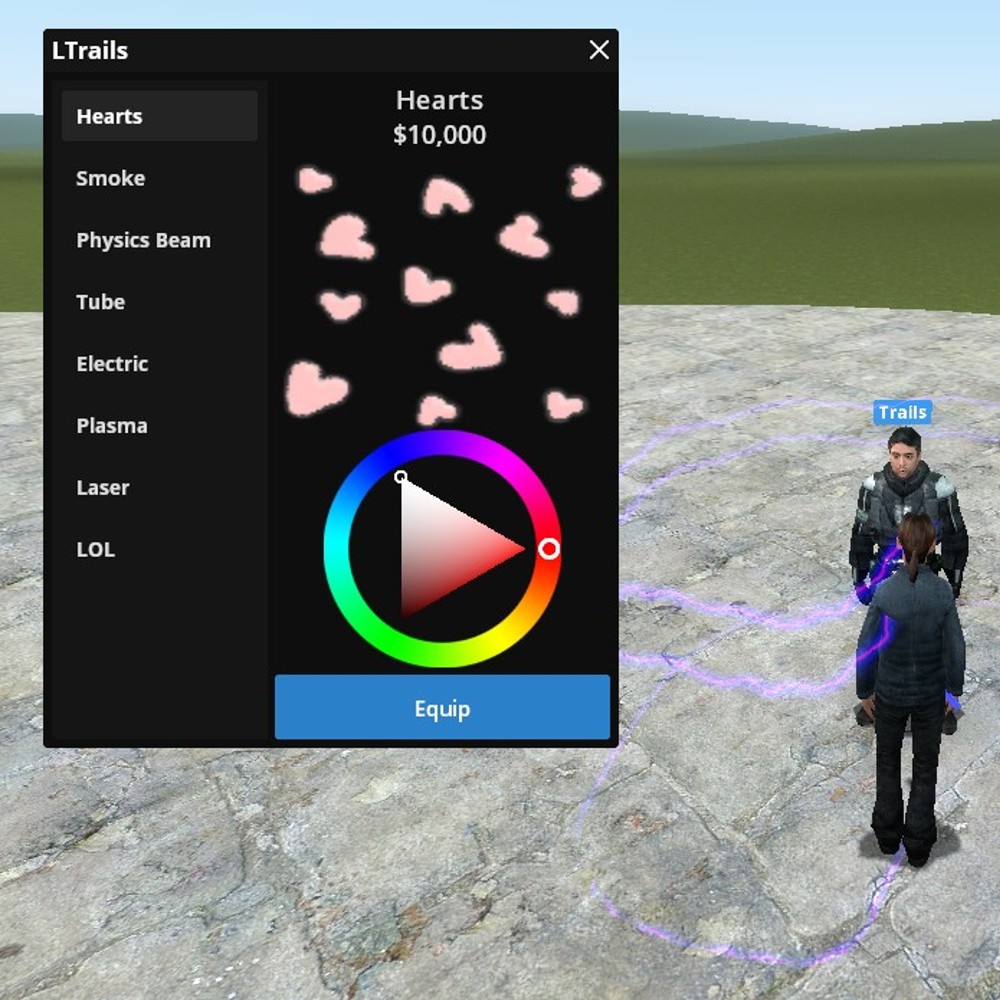 LTrails
Hearts
Smoke
Physics Beam
Tube
Electric
Plasma
Laser
LOL
Hearts
$10,000
Equip
Trails